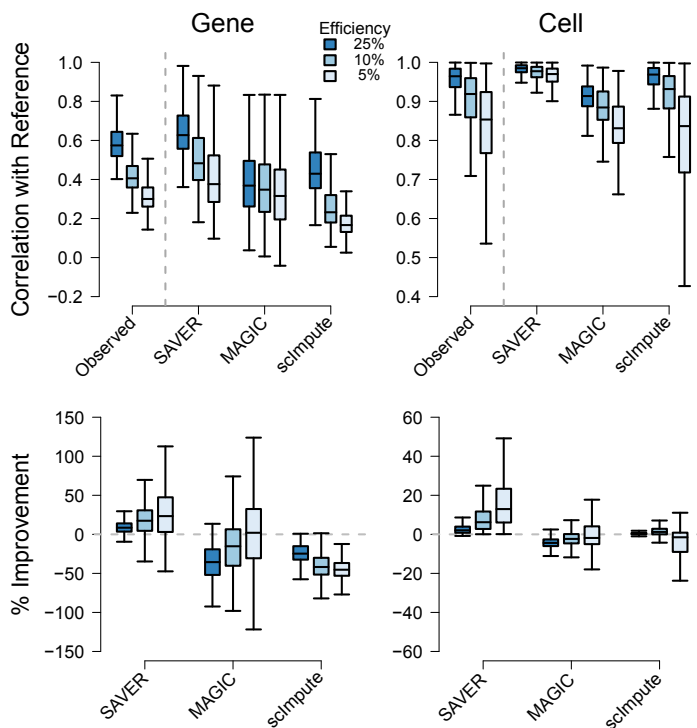 Gene
Cell
Efficiency
25%
10%
5%
Correlation with Reference
1.0
0.8
0.6
0.4
0.2
0.0
−0.2
Observed
SAVER
MAGIC
scImpute
1.0
0.9
0.8
0.7
0.6
0.5
0.4
Observed
SAVER
MAGIC
scImpute
% Improvement
150
100
50
0
−50
−100
−150
SAVER
MAGIC
scImpute
60
40
20
0
−20
−40
−60
SAVER
MAGIC
scImpute